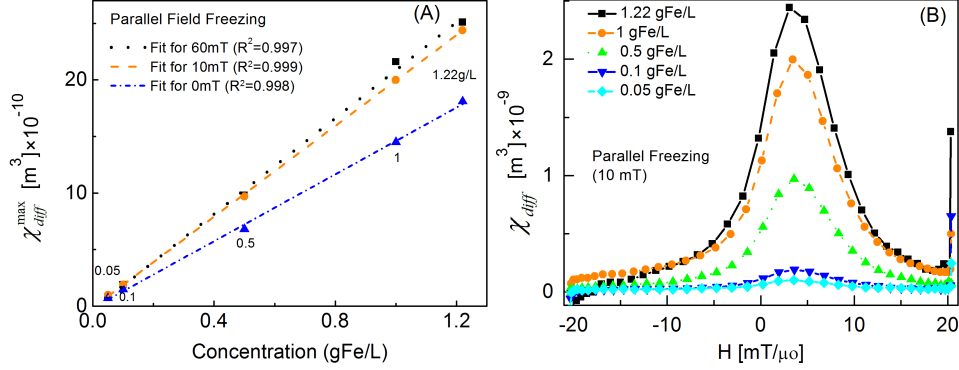 (A)
Parallel Field Freezing
Fit for 60mT (R²=0.997)
Fit for 10mT (R²=0.999)
Fit for 0mT (R²=0.998)
1.22g/L
1
0.5
0.05
0.1
20
10
0
χ_diff^max [m³]×10⁻¹⁰
0.0 0.4 0.8 1.2
Concentration (gFe/L)
(B)
1.22 gFe/L
1 gFe/L
0.5 gFe/L
0.1 gFe/L
0.05 gFe/L
Parallel Freezing
(10 mT)
2
1
0
χ_diff [m³]×10⁻⁹
-20 -10 0 10 20
H [mT/μo]